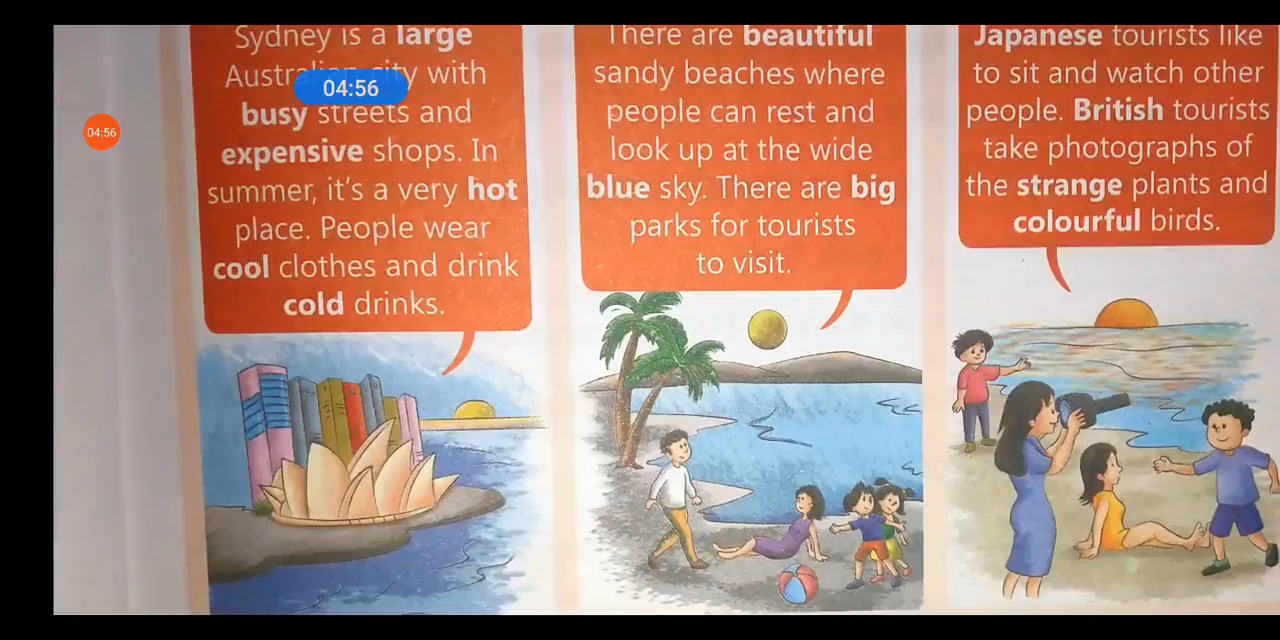 04:56
04:56
Sydney is a large
Australian city with
busy streets and
expensive shops. In
summer, it's a very hot
place. People wear
cool clothes and drink
cold drinks.
There are beautiful
sandy beaches where
people can rest and
look up at the wide
blue sky. There are big
parks for tourists
to visit.
Japanese tourists like
to sit and watch other
people. British tourists
take photographs of
the strange plants and
colourful birds.